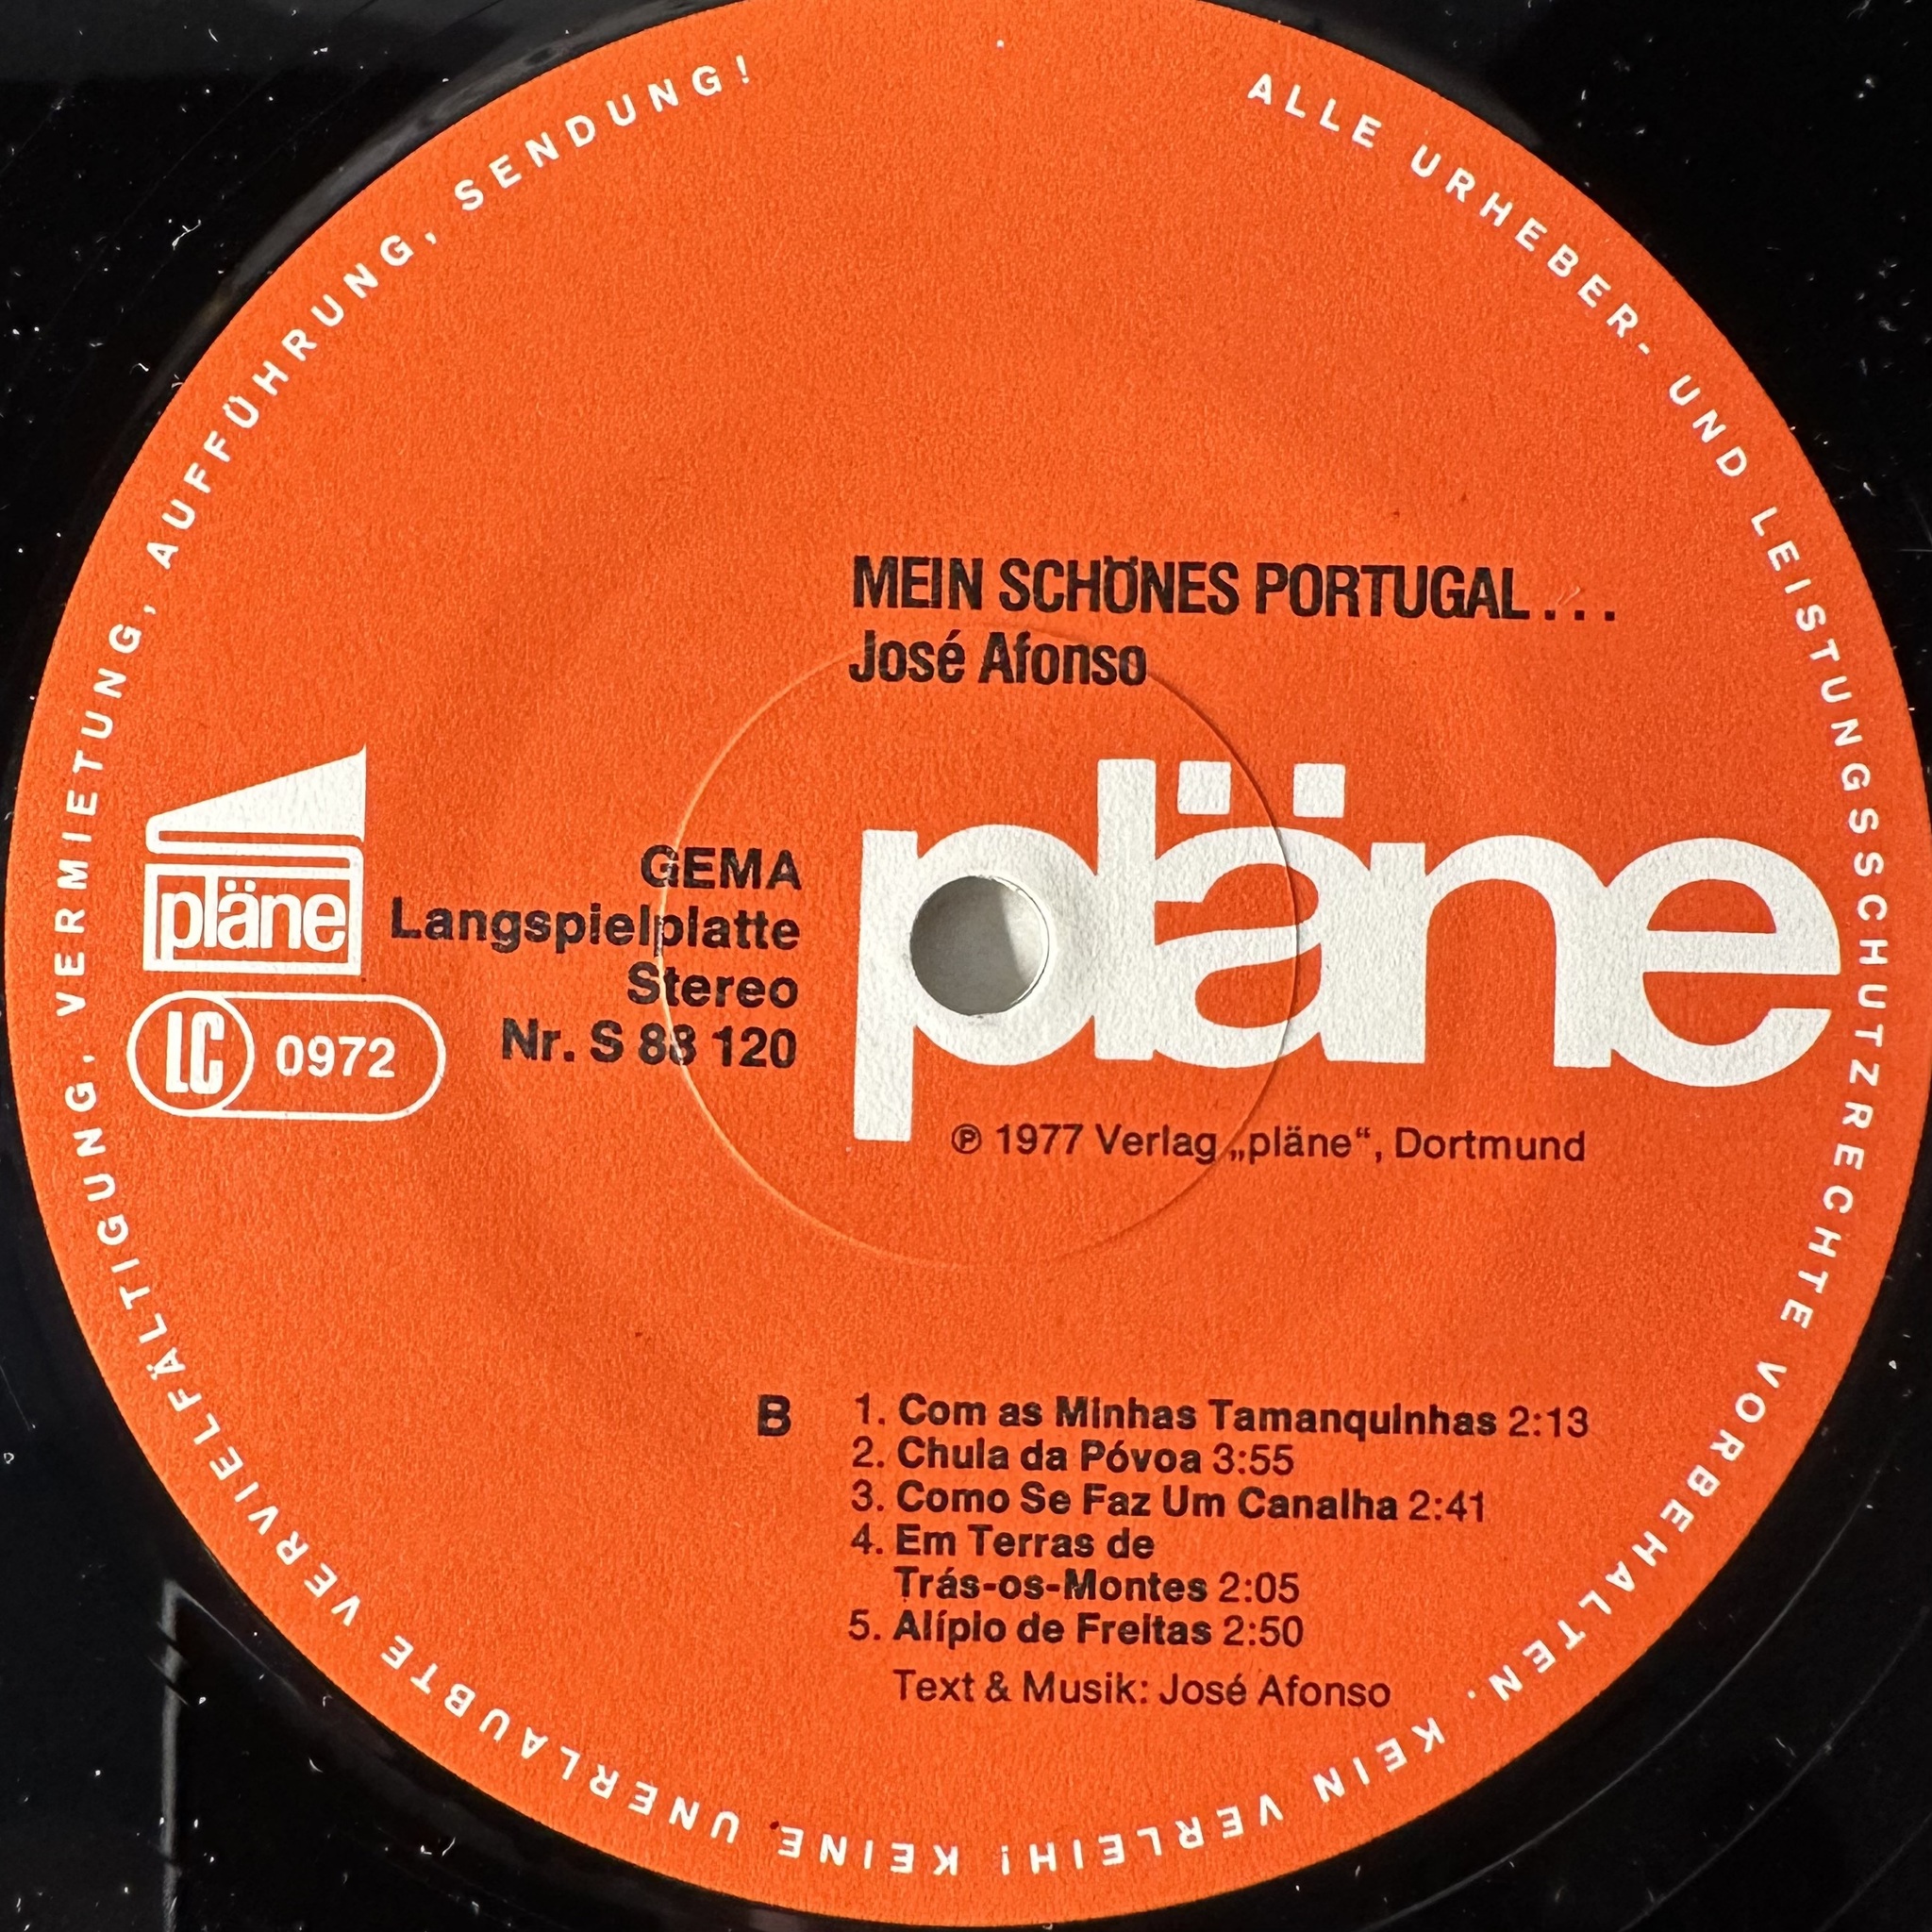 ALLE URHEBER- UND LEISTUNGSSCHUTZRECHTE VORBEHALTEN. KEIN VERLEIH! KEINE UNERLAUBTE VERVIELFÄLTIGUNG, VERMIETUNG, AUFFÜHRUNG, SENDUNG!
MEIN SCHÖNES PORTUGAL...
José Afonso
pläne
pläne
LC 0972
GEMA
Langspielplatte
Stereo
Nr. S 88 120
℗ 1977 Verlag „pläne“, Dortmund
B
1. Com as Minhas Tamanquinhas 2:13
2. Chula da Póvoa 3:55
3. Como Se Faz Um Canalha 2:41
4. Em Terras de
Trás-os-Montes 2:05
5. Alípio de Freitas 2:50
Text & Musik: José Afonso